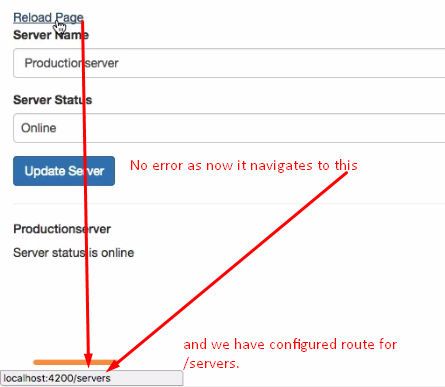 Reload Page
Server Name
Productionserver
Server Status
Online
Update Server
No error as now it navigates to this
Productionserver
Server status is online
and we have configured route for
/servers.
localhost:4200/servers